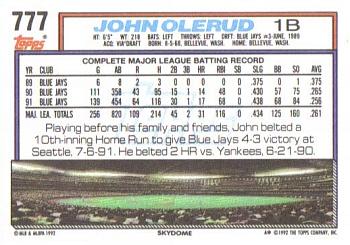 777 JOHN OLERUD 1B
Topps
HT: 6'5" WT: 218 BATS: LEFT THROWS: LEFT DRFT: BLUE JAYS #3-JUNE, 1989
ACQ: VIA DRAFT BORN: 8-5-68, BELLEVUE, WASH. HOME: BELLEVUE, WASH.
COMPLETE MAJOR LEAGUE BATTING RECORD
YR CLUB G AB R H 2B 3B HR RBI SB SLG BB SO AVG
89 BLUE JAYS 6 8 2 3 0 0 0 0 0 .375 0 1 .375
90 BLUE JAYS 111 358 43 95 15 1 14 48 0 .430 57 75 .265
91 BLUE JAYS 139 454 64 116 30 1 17 68 0 .438 68 84 .256
MAJ. LEA. TOTALS 256 820 109 214 45 2 31 116 0 .434 125 160 .261
Playing before his family and friends, John belted a
10th-inning Home Run to give Blue Jays 4-3 victory at
Seattle, 7-6-91. He belted 2 HR vs. Yankees, 6-21-90.
SKYDOME
© MLB & MLBPA 1992
A* © 1992 THE TOPPS COMPANY, INC.